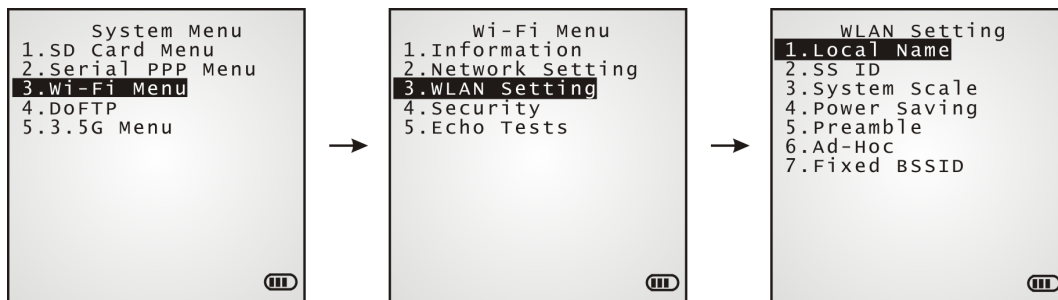 System Menu
1.SD Card Menu
2.Serial PPP Menu
3.Wi-Fi Menu
4.DoFTP
5.3.5G Menu
Wi-Fi Menu
1.Information
2.Network Setting
3.WLAN Setting
4.Security
5.Echo Tests
WLAN Setting
1.Local Name
2.SS ID
3.System Scale
4.Power Saving
5.Preamble
6.Ad-Hoc
7.Fixed BSSID